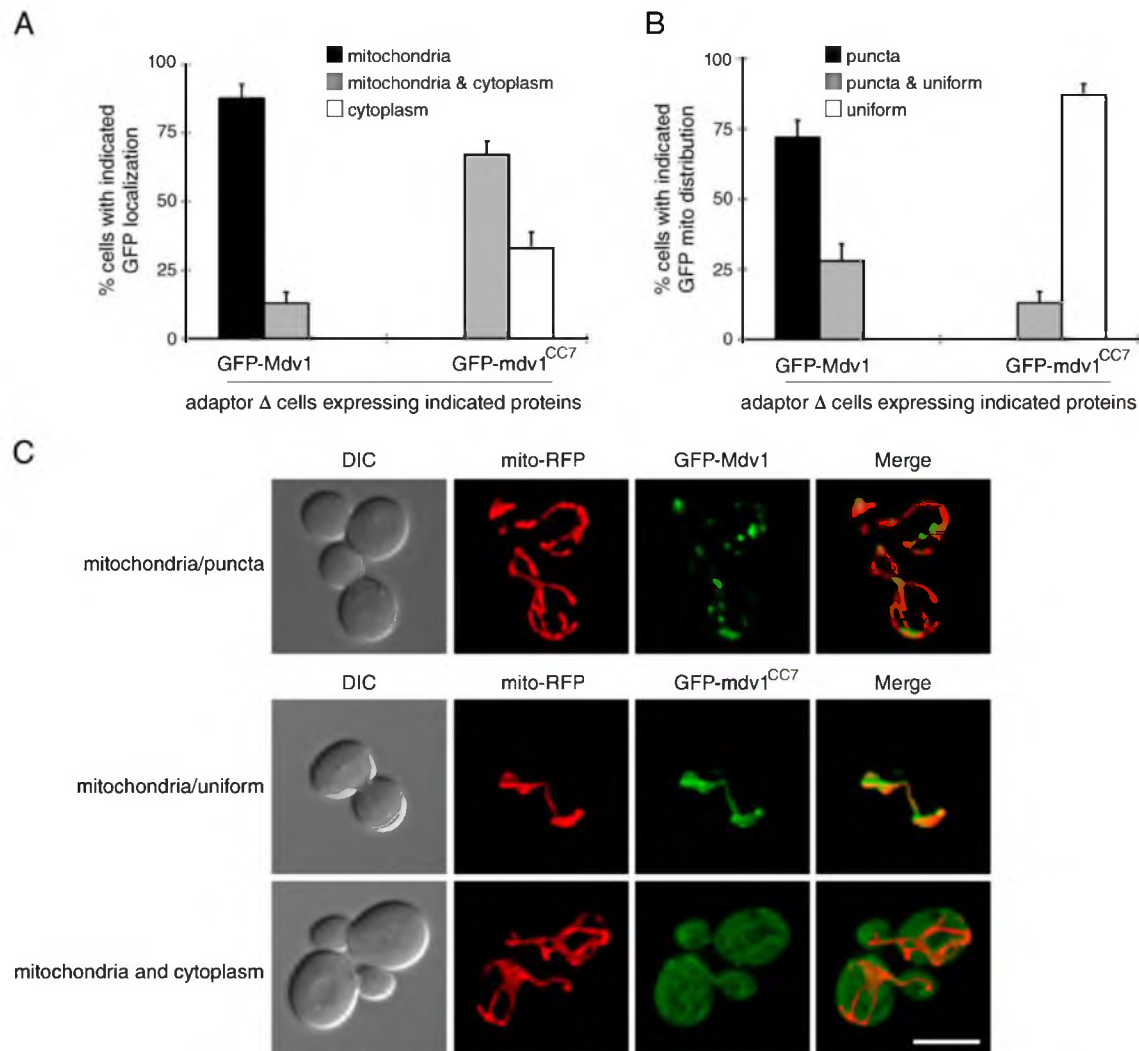 A
mitochondria
mitochondria & cytoplasm
cytoplasm
% cells with indicated
GFP localization
100
75
50
25
0
GFP-Mdv1
GFP-mdv1CC7
adaptor Δ cells expressing indicated proteins
B
puncta
puncta & uniform
uniform
% cells with indicated
GFP mito distribution
100
75
50
25
0
GFP-Mdv1
GFP-mdv1CC7
adaptor Δ cells expressing indicated proteins
C
DIC
mito-RFP
GFP-Mdv1
Merge
mitochondria/puncta
DIC
mito-RFP
GFP-mdv1CC7
Merge
mitochondria/uniform
mitochondria and cytoplasm